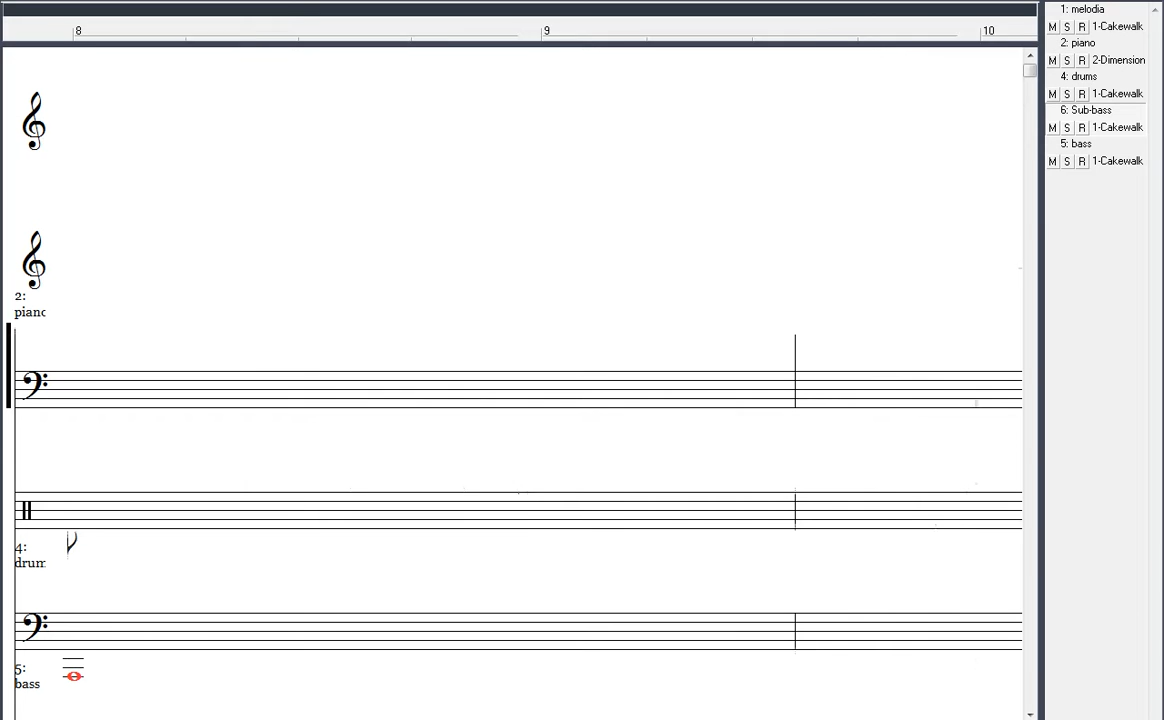 8 9 10
2:
piano
4:
drum
5:
bass
1: melodia
M S R 1-Cakewalk
2: piano
M S R 2-Dimension
4: drums
M S R 1-Cakewalk
6: Sub-bass
M S R 1-Cakewalk
5: bass
M S R 1-Cakewalk